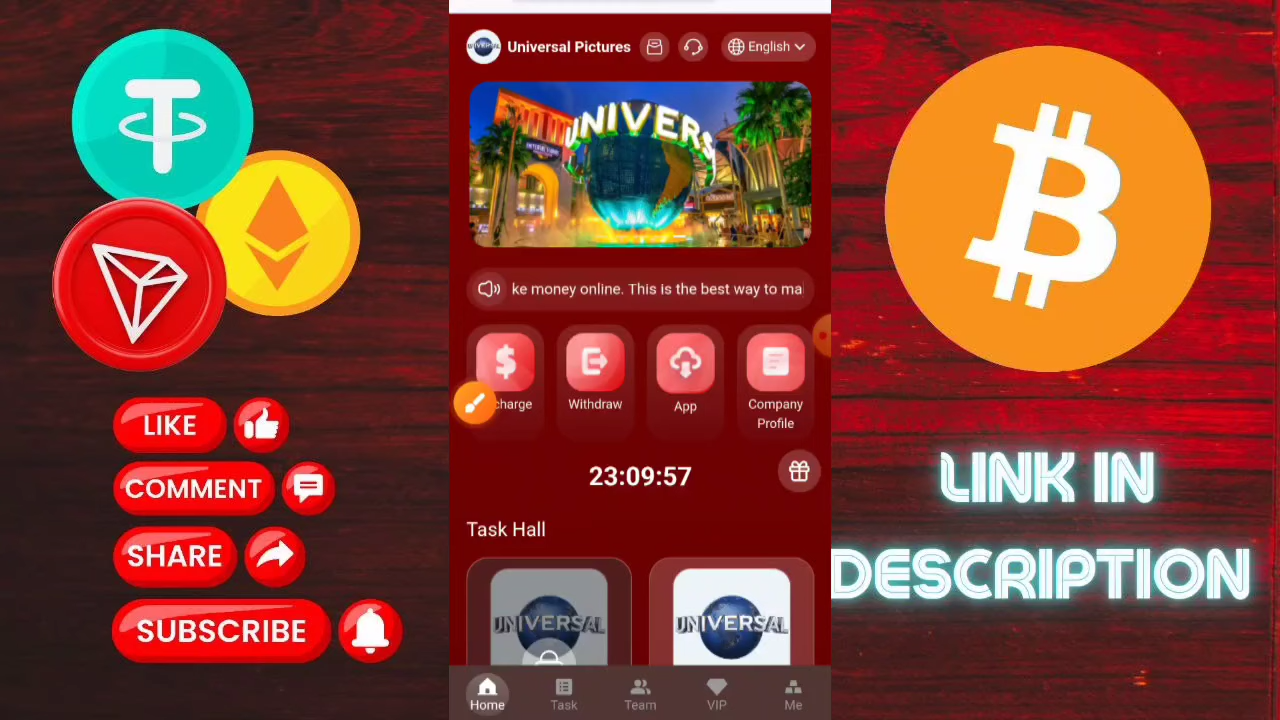 LIKE
COMMENT
SHARE
SUBSCRIBE
Universal Pictures
English
UNIVERS
ke money online. This is the best way to ma
charge
Withdraw
App
Company
Profile
23:09:57
Task Hall
UNIVERSAL
UNIVERSAL
Home
Task
Team
VIP
Me
LINK IN
DESCRIPTION